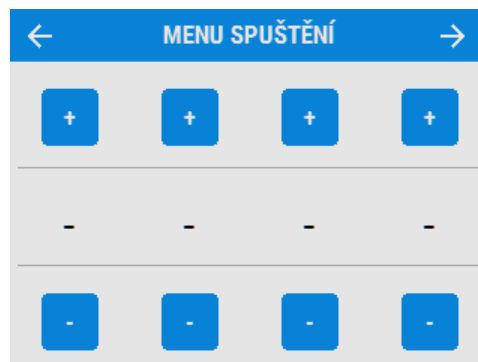 ← MENU SPUŠTĚNÍ →
+ + + +
- - - -
- - - -